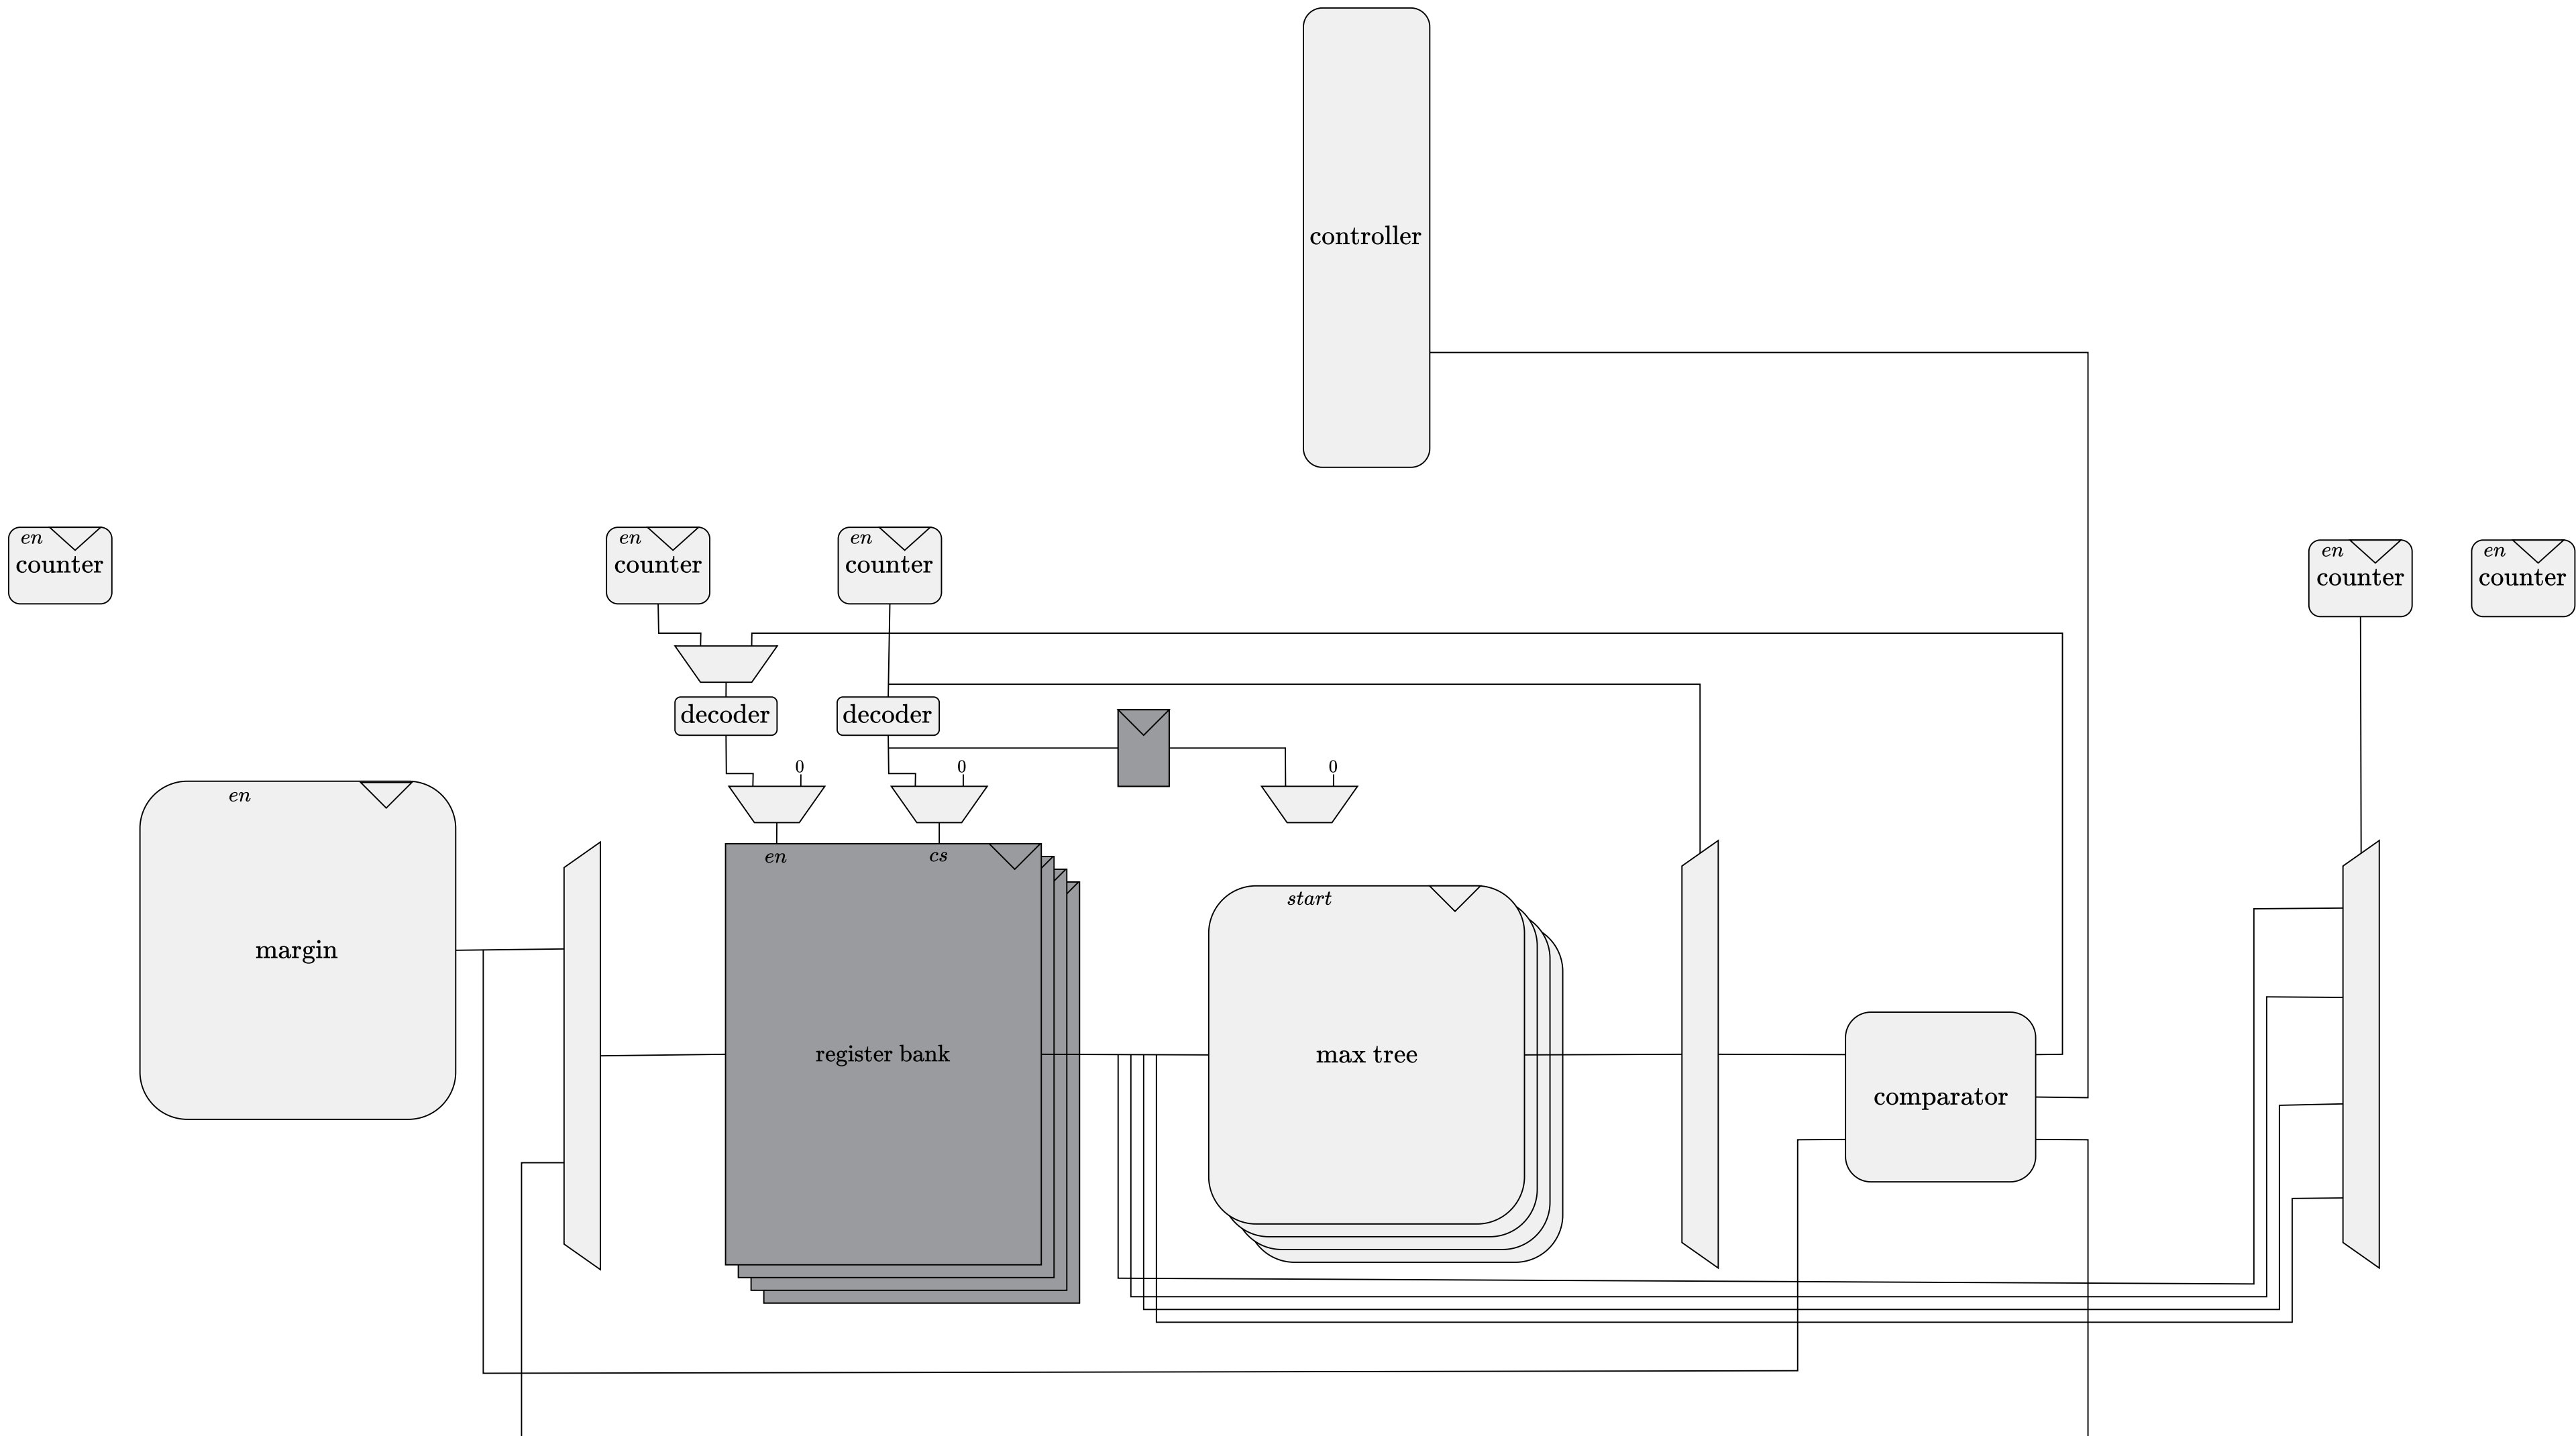 controller
en
counter
en
counter
en
counter
en
counter
en
counter
decoder
decoder
0
0
0
en
margin
en
cs
register bank
start
max tree
comparator